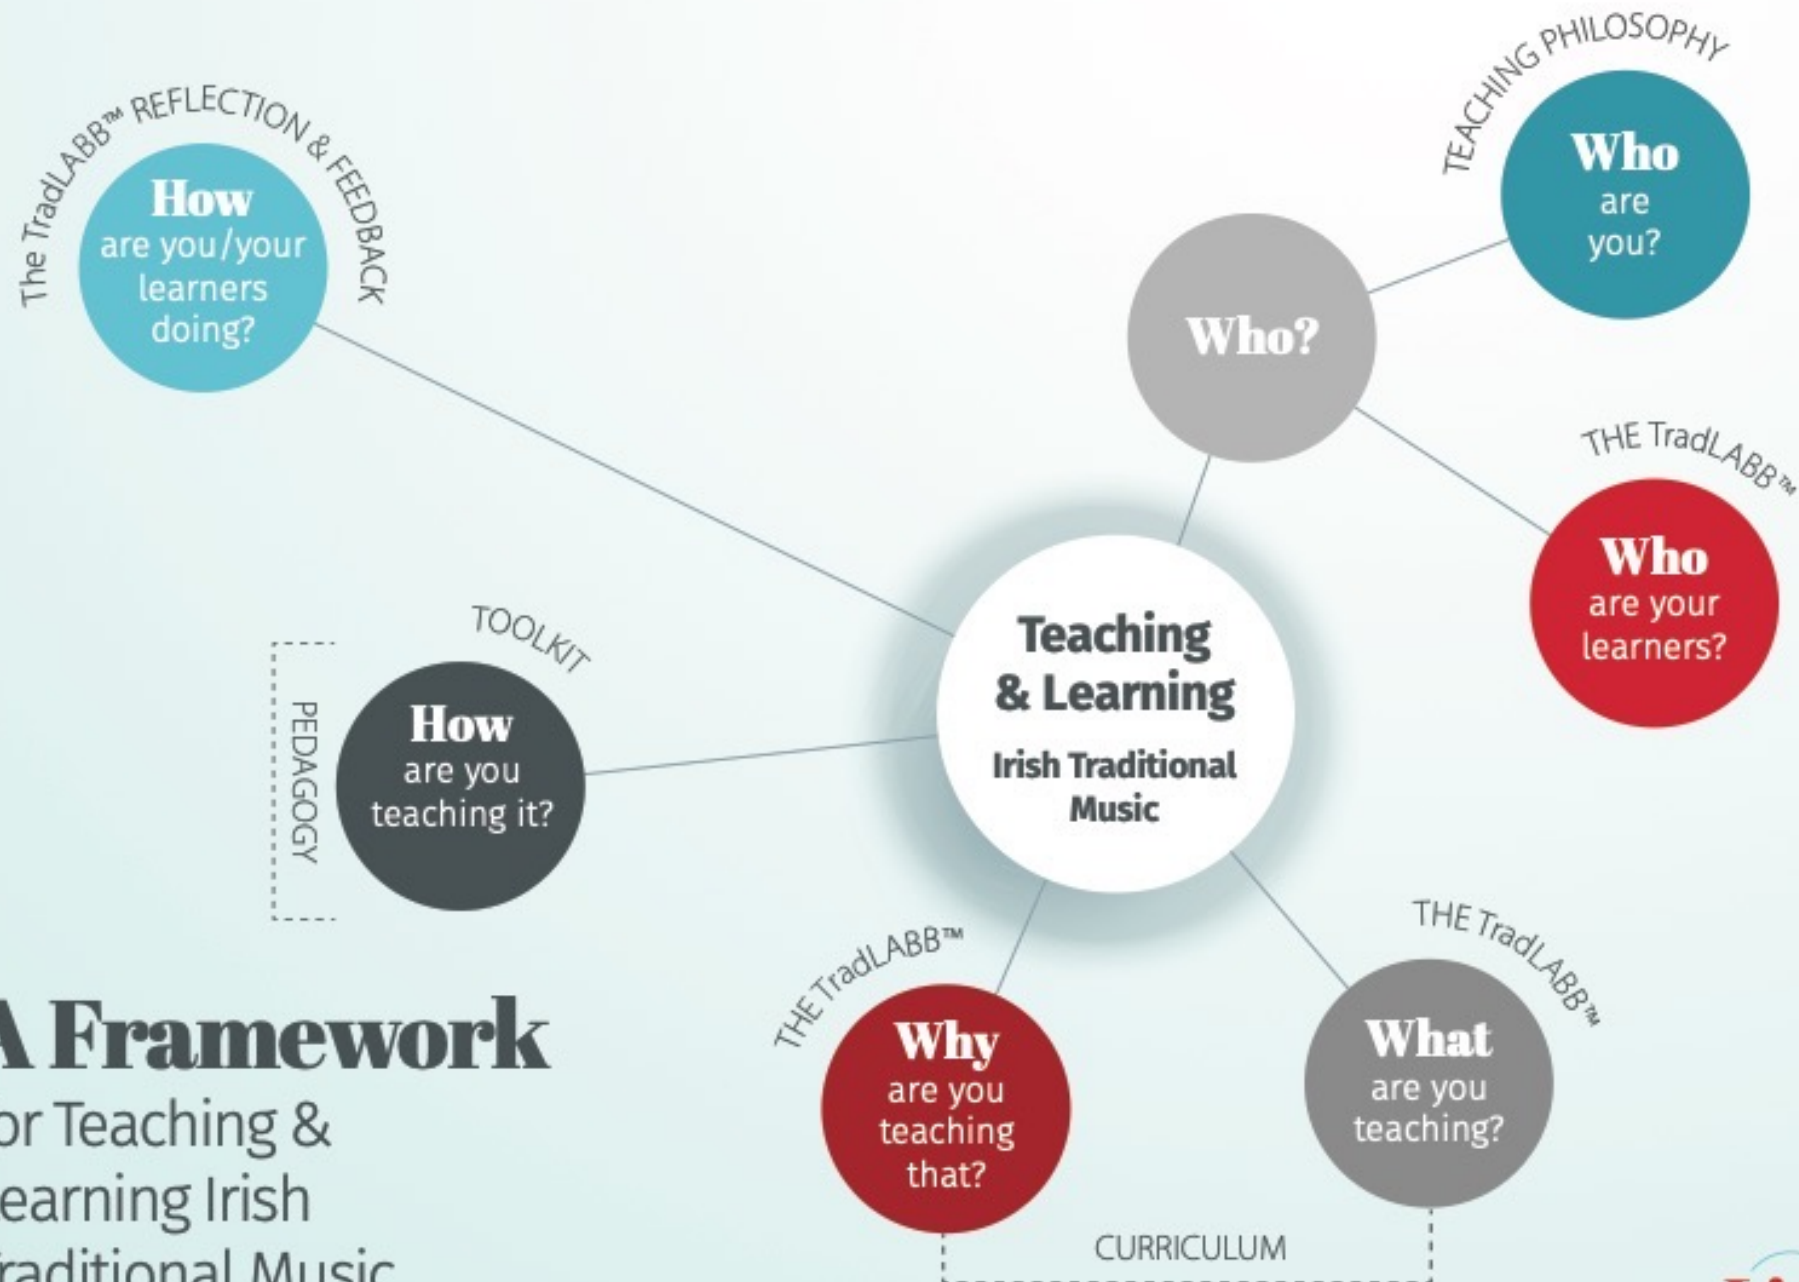 The TradLABB™ REFLECTION & FEEDBACK
How
are you/your
learners
doing?
TEACHING PHILOSOPHY
Who
are
you?
Who?
THE TradLABB™
Who
are your
learners?
Teaching
& Learning
Irish Traditional
Music
TOOLKIT
PEDAGOGY
How
are you
teaching it?
THE TradLABB™
Why
are you
teaching
that?
THE TradLABB™
What
are you
teaching?
CURRICULUM
A Framework
or Teaching &
earning Irish
raditional Music